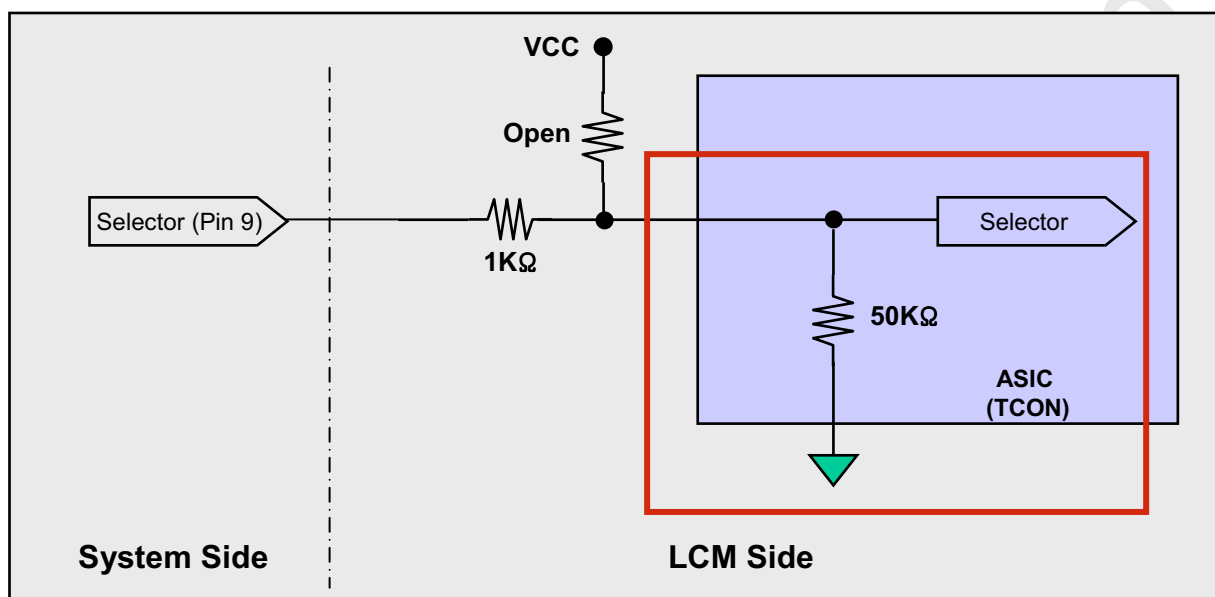 VCC
Open
Selector (Pin 9)
Selector
1KΩ
50KΩ
ASIC
(TCON)
System Side
LCM Side